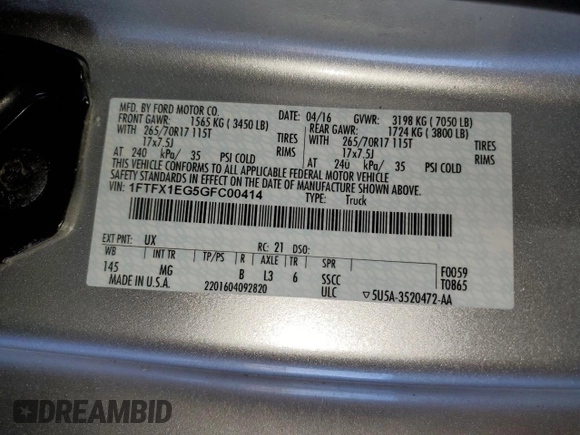 MFD. BY FORD MOTOR CO.
DATE: 04/16 GVWR: 3198 KG ( 7050 LB)
FRONT GAWR: 1565 KG ( 3450 LB) REAR GAWR: 1724 KG ( 3800 LB)
WITH 265/70R17 115T TIRES WITH 265/70R17 115T TIRES
17x7.5J RIMS 17x7.5J RIMS
AT 240 kPa/ 35 PSI COLD AT 240 kPa/ 35 PSI COLD
THIS VEHICLE CONFORMS TO ALL APPLICABLE FEDERAL MOTOR VEHICLE
SAFETY STANDARDS IN EFFECT ON THE DATE OF MANUFACTURE SHOWN ABOVE.
VIN: 1FTFX1EG5GFC00414
TYPE: Truck
EXT PNT: UX RC: 21 DSO:
WB INT TR TP/PS R AXLE TR SPR F0059
145 MG B L3 6 SSCC T0865
MADE IN U.S.A. 2201604092820 ULC ▽5U5A-3520472-AA
DREAMBID